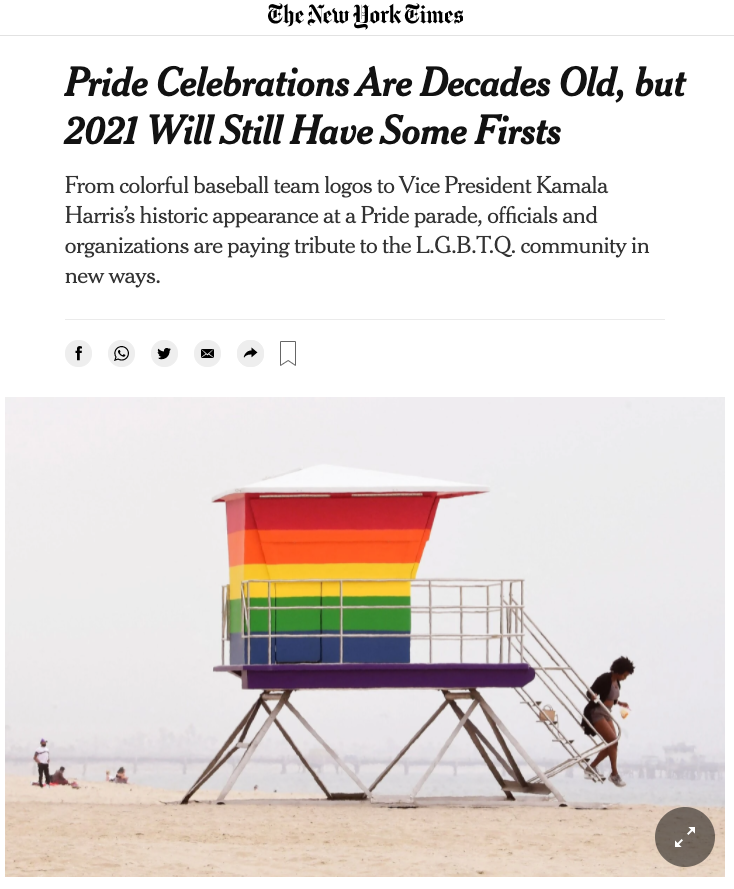 The New York Times
Pride Celebrations Are Decades Old, but
2021 Will Still Have Some Firsts
From colorful baseball team logos to Vice President Kamala
Harris’s historic appearance at a Pride parade, officials and
organizations are paying tribute to the L.G.B.T.Q. community in
new ways.